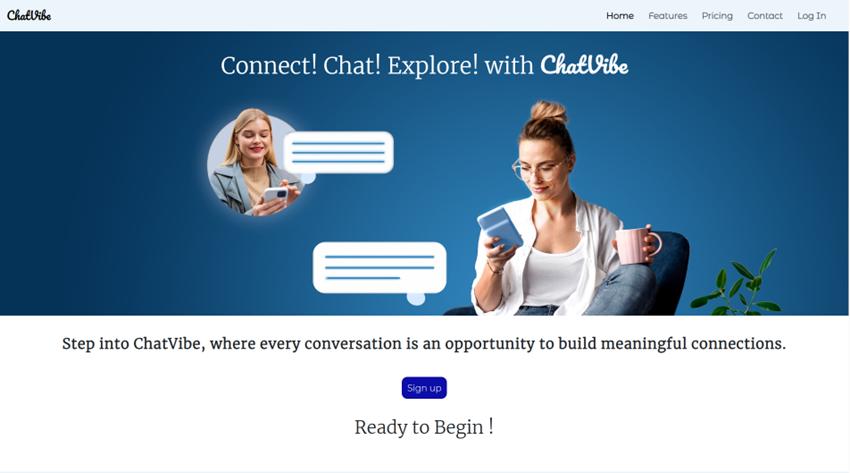 ChatVibe
Home Features Pricing Contact Log In
Connect! Chat! Explore! with ChatVibe
Step into ChatVibe, where every conversation is an opportunity to build meaningful connections.
Sign up
Ready to Begin !